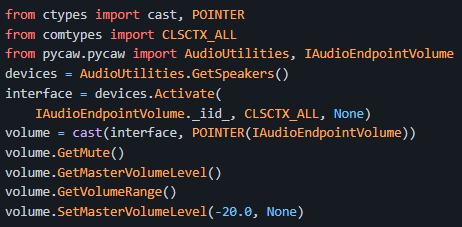 from ctypes import cast, POINTER
from comtypes import CLSCTX_ALL
from pycaw.pycaw import AudioUtilities, IAudioEndpointVolume
devices = AudioUtilities.GetSpeakers()
interface = devices.Activate(
    IAudioEndpointVolume._iid_, CLSCTX_ALL, None)
volume = cast(interface, POINTER(IAudioEndpointVolume))
volume.GetMute()
volume.GetMasterVolumeLevel()
volume.GetVolumeRange()
volume.SetMasterVolumeLevel(-20.0, None)